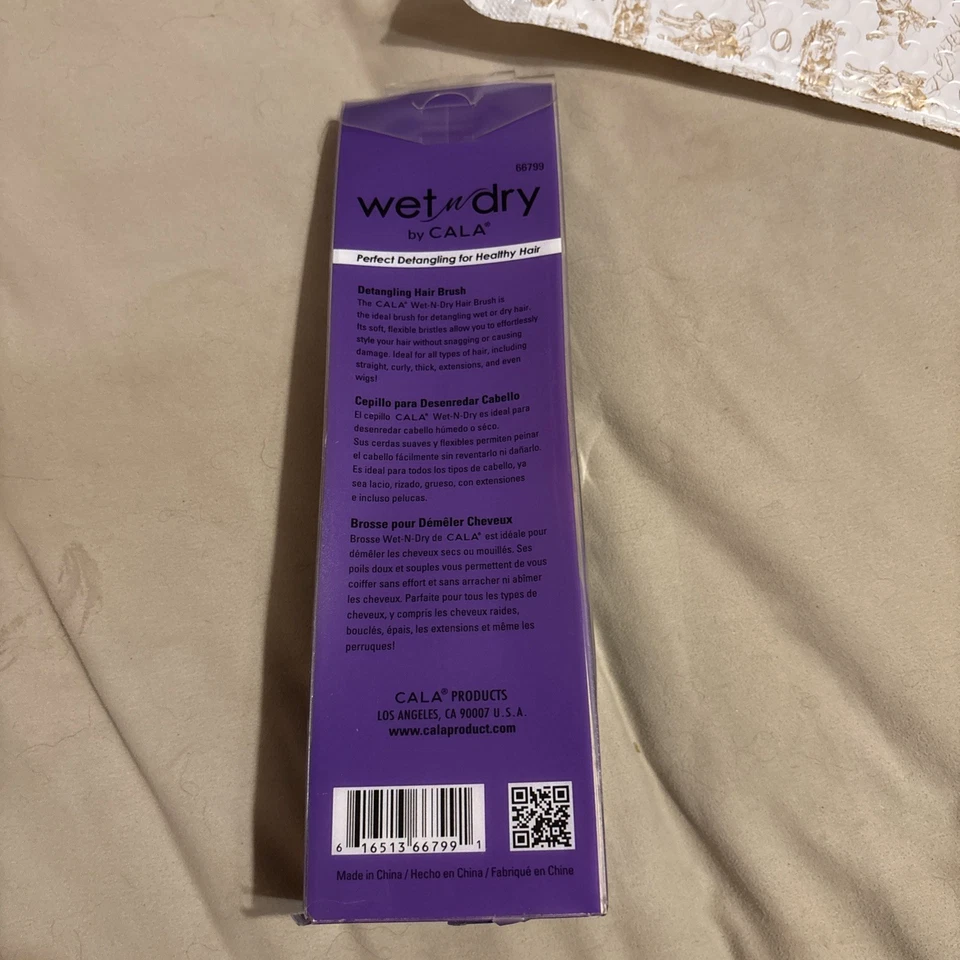 66799
wet n dry
by CALA®
Perfect Detangling for Healthy Hair
Detangling Hair Brush
The CALA® Wet-N-Dry Hair Brush is
the ideal brush for detangling wet or dry hair.
Its soft, flexible bristles allow you to effortlessly
style your hair without snagging or causing
damage. Ideal for all types of hair, including
straight, curly, thick, extensions, and even
wigs!
Cepillo para Desenredar Cabello
El cepillo CALA® Wet-N-Dry es ideal para
desenredar cabello húmedo o séco.
Sus cerdas suaves y flexibles permiten peinar
el cabello fácilmente sin reventarlo ni dañarlo.
Es ideal para todos los tipos de cabello, ya
sea lacio, rizado, grueso, con extensiones
e incluso pelucas.
Brosse pour Démêler Cheveux
Brosse Wet-N-Dry de CALA® est idéale pour
démêler les cheveux secs ou mouillés. Ses
poils doux et souples vous permettent de vous
coiffer sans effort et sans arracher ni abîmer
les cheveux. Parfaite pour tous les types de
cheveux, y compris les cheveux raides,
bouclés, épais, les extensions et même les
perruques!
CALA® PRODUCTS
LOS ANGELES, CA 90007 U.S.A.
www.calaproduct.com
6 16513 66799 1
Made in China / Hecho en China / Fabriqué en Chine